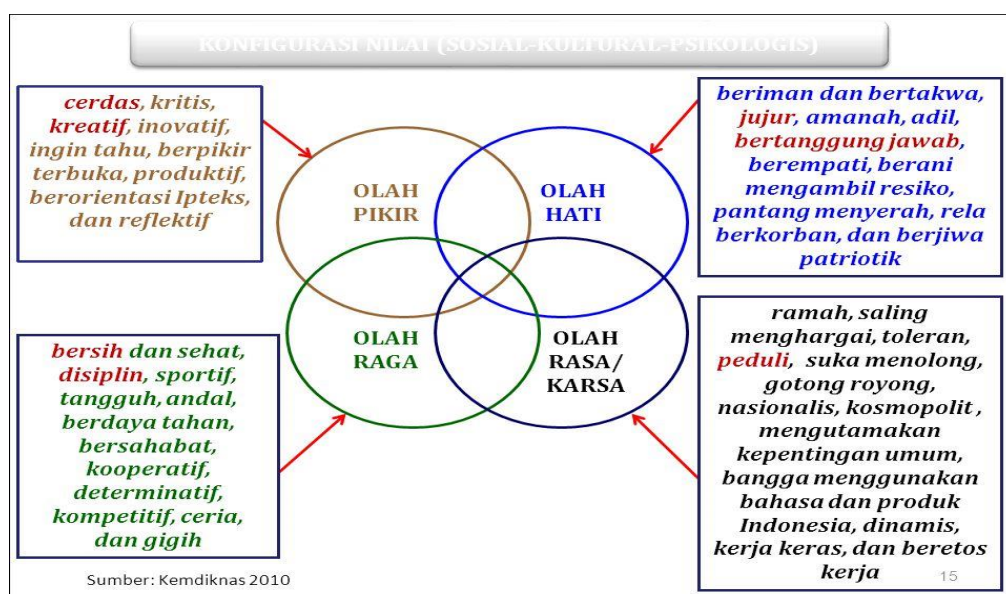 KONFIGURASI NILAI (SOSIAL-KULTURAL-PSIKOLOGIS)
cerdas, kritis,
kreatif, inovatif,
ingin tahu, berpikir
terbuka, produktif,
berorientasi Ipteks,
dan reflektif
beriman dan bertakwa,
jujur, amanah, adil,
bertanggung jawab,
berempati, berani
mengambil resiko,
pantang menyerah, rela
berkorban, dan berjiwa
patriotik
OLAH
PIKIR
OLAH
HATI
OLAH
RAGA
OLAH
RASA/
KARSA
bersih dan sehat,
disiplin, sportif,
tangguh, andal,
berdaya tahan,
bersahabat,
kooperatif,
determinatif,
kompetitif, ceria,
dan gigih
ramah, saling
menghargai, toleran,
peduli, suka menolong,
gotong royong,
nasionalis, kosmopolit ,
mengutamakan
kepentingan umum,
bangga menggunakan
bahasa dan produk
Indonesia, dinamis,
kerja keras, dan beretos
kerja
Sumber: Kemdiknas 2010
15